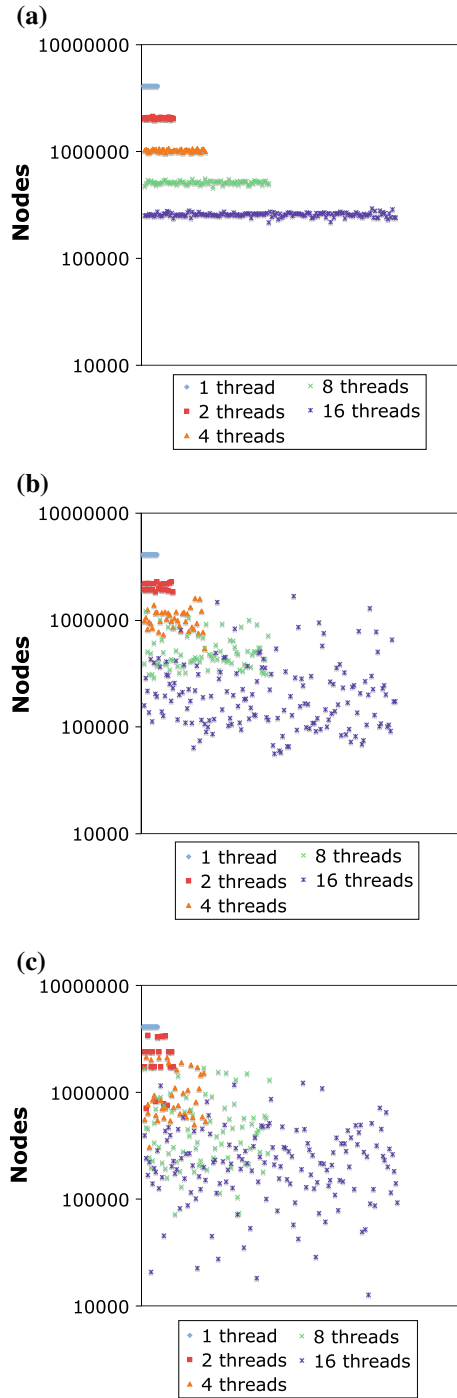 (a)
10000000
1000000
100000
10000
Nodes
1 thread
8 threads
2 threads
16 threads
4 threads
(b)
10000000
1000000
100000
10000
Nodes
1 thread
8 threads
2 threads
16 threads
4 threads
(c)
10000000
1000000
100000
10000
Nodes
1 thread
8 threads
2 threads
16 threads
4 threads